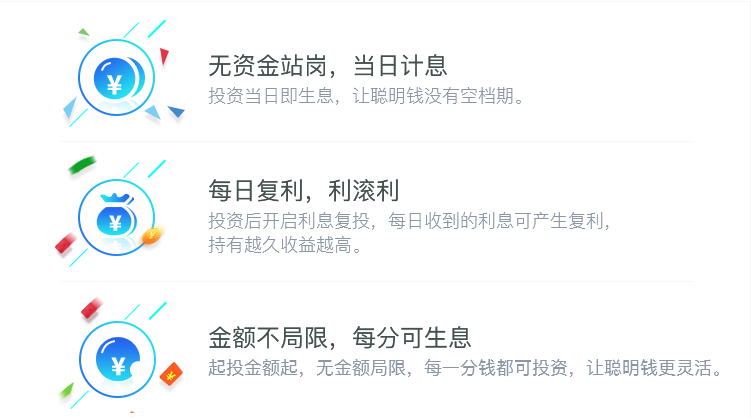 无资金站岗，当日计息
投资当日即生息，让聪明钱没有空档期。
每日复利，利滚利
投资后开启利息复投，每日收到的利息可产生复利，
持有越久收益越高。
金额不局限，每分可生息
起投金额起，无金额局限，每一分钱都可投资，让聪明钱更灵活。
¥
¥
¥